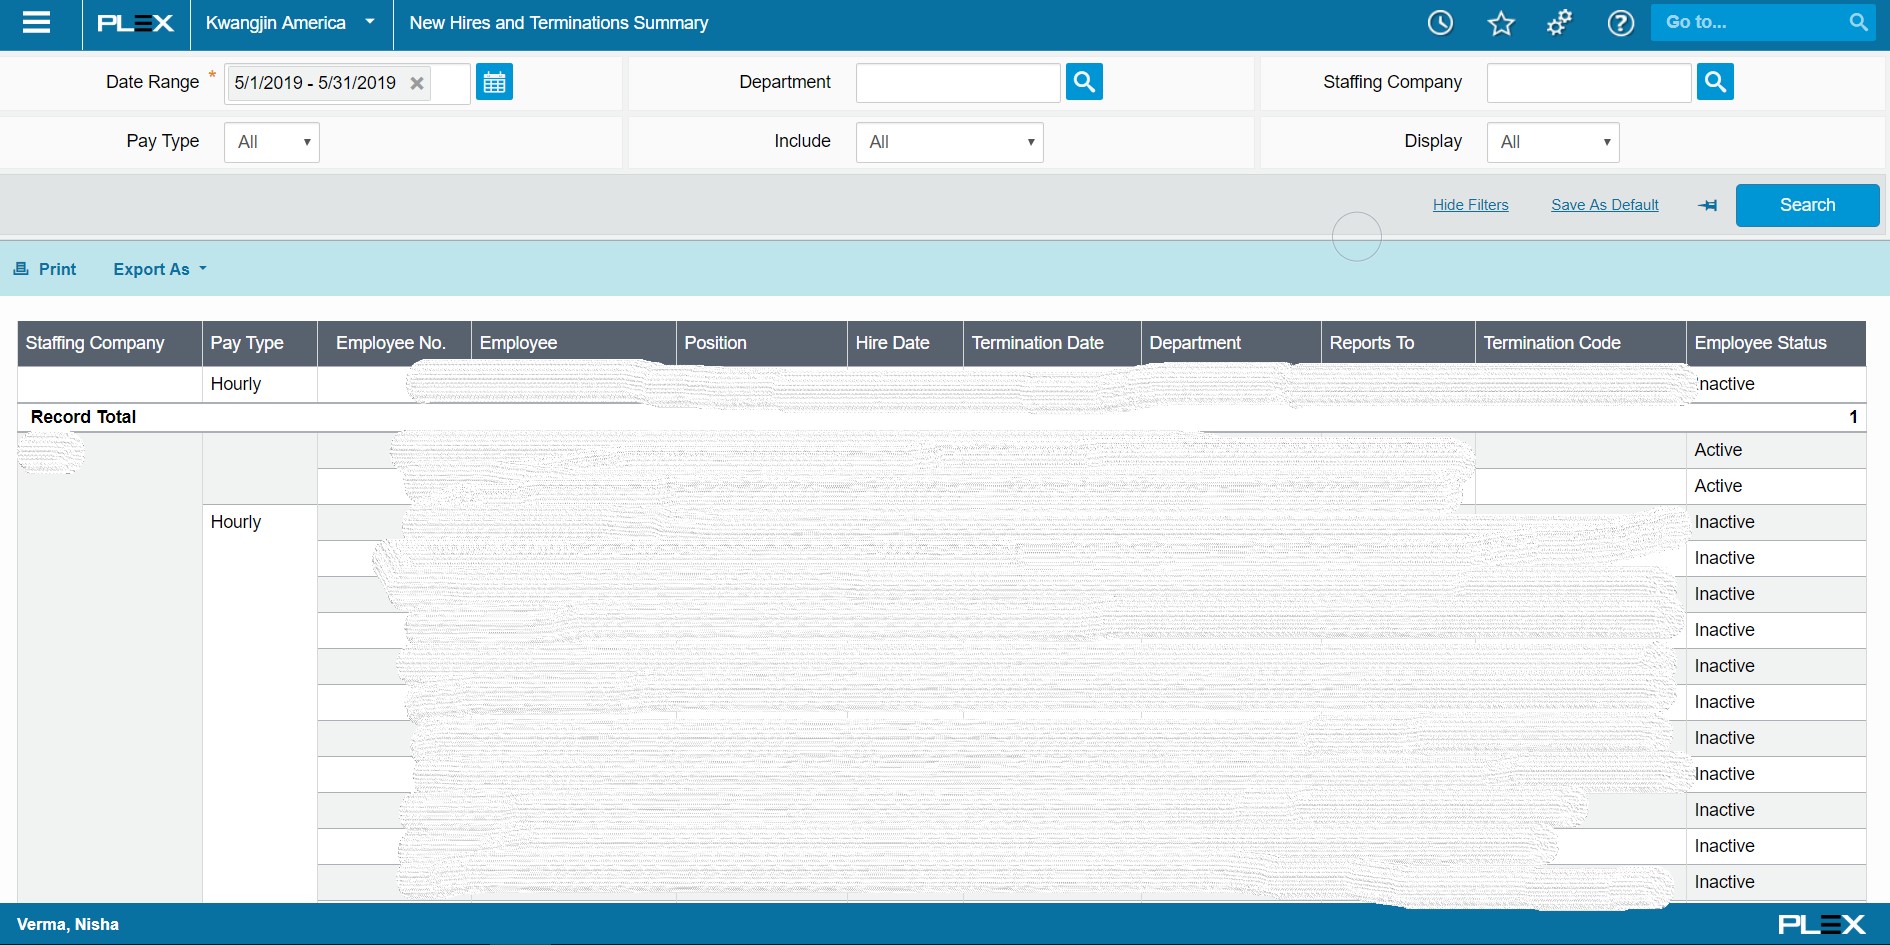 PLEX Kwangjin America New Hires and Terminations Summary Go to...
Date Range * 5/1/2019 - 5/31/2019 Department Staffing Company
Pay Type All Include All Display All
Hide Filters Save As Default Search
Print Export As
Staffing Company Pay Type Employee No. Employee Position Hire Date Termination Date Department Reports To Termination Code Employee Status
Hourly Inactive
Record Total 1
Active
Active
Hourly Inactive
Inactive
Inactive
Inactive
Inactive
Inactive
Inactive
Inactive
Inactive
Inactive
Inactive
Verma, Nisha PLEX